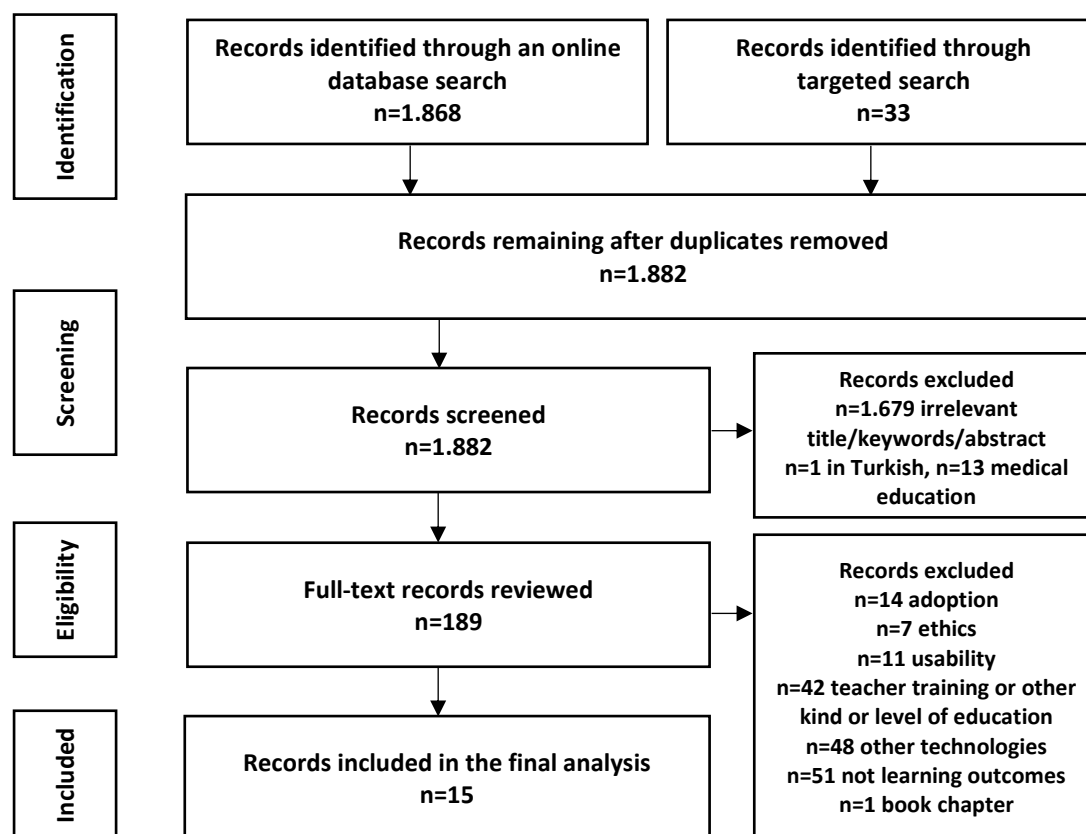 Identification
Records identified through an online
database search
n=1.868
Records identified through
targeted search
n=33
Records remaining after duplicates removed
n=1.882
Screening
Records screened
n=1.882
Records excluded
n=1.679 irrelevant
title/keywords/abstract
n=1 in Turkish, n=13 medical
education
Eligibility
Full-text records reviewed
n=189
Records excluded
n=14 adoption
n=7 ethics
n=11 usability
n=42 teacher training or other
kind or level of education
n=48 other technologies
n=51 not learning outcomes
n=1 book chapter
Included
Records included in the final analysis
n=15